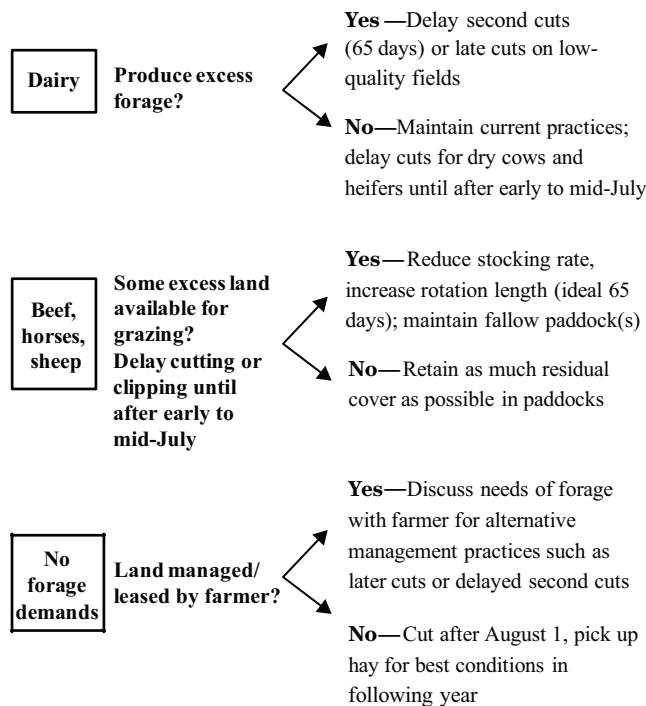 Dairy
Produce excess
forage?
Yes —Delay second cuts
(65 days) or late cuts on low-
quality fields
No—Maintain current practices;
delay cuts for dry cows and
heifers until after early to mid-July
Beef,
horses,
sheep
Some excess land
available for
grazing?
Delay cutting or
clipping until
after early to
mid-July
Yes—Reduce stocking rate,
increase rotation length (ideal 65
days); maintain fallow paddock(s)
No—Retain as much residual
cover as possible in paddocks
No
forage
demands
Land managed/
leased by farmer?
Yes—Discuss needs of forage
with farmer for alternative
management practices such as
later cuts or delayed second cuts
No—Cut after August 1, pick up
hay for best conditions in
following year